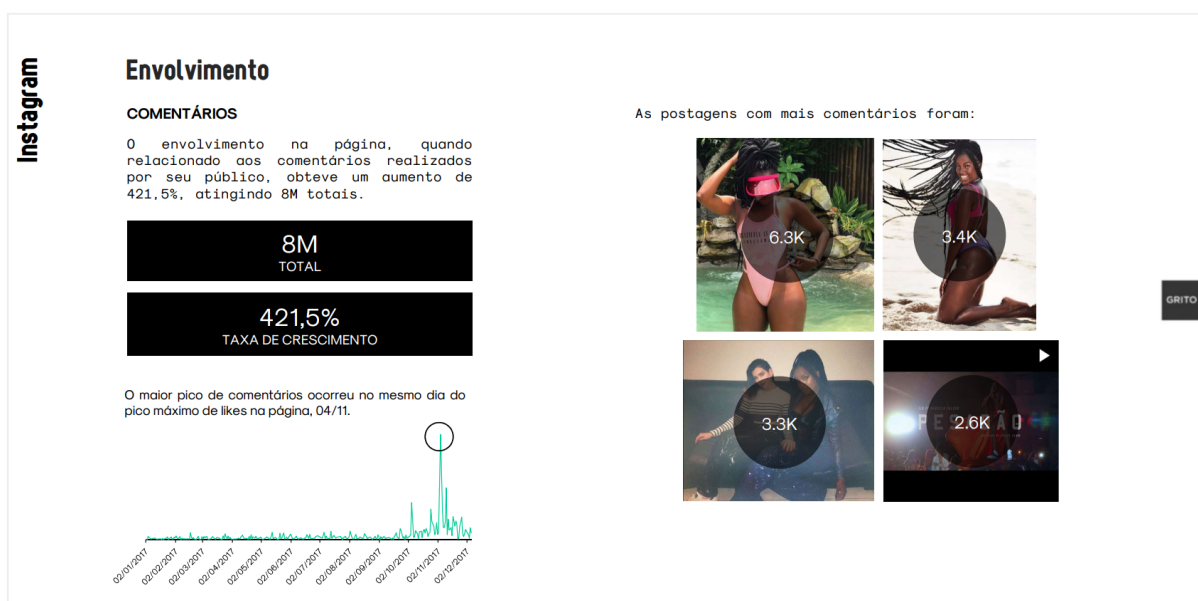 Instagram
Envolvimento
COMENTÁRIOS
O envolvimento na página, quando
relacionado aos comentários realizados
por seu público, obteve um aumento de
421,5%, atingindo 8M totais.
8M
TOTAL
421,5%
TAXA DE CRESCIMENTO
O maior pico de comentários ocorreu no mesmo dia do
pico máximo de likes na página, 04/11.
02/01/2017
02/02/2017
02/03/2017
02/04/2017
02/05/2017
02/06/2017
02/07/2017
02/08/2017
02/09/2017
02/10/2017
02/11/2017
02/12/2017
As postagens com mais comentários foram:
6.3K
3.4K
3.3K
2.6K
GRITO